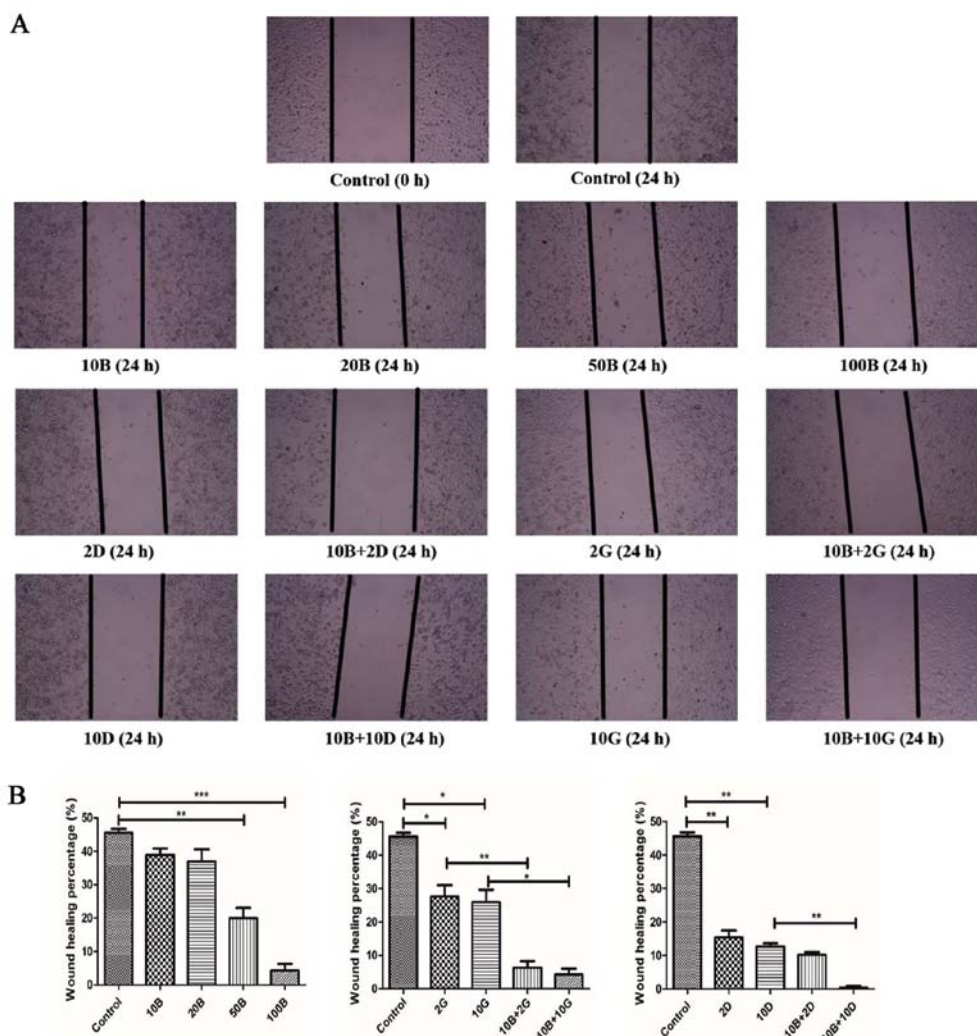 A
Control (0 h) Control (24 h)
10B (24 h) 20B (24 h) 50B (24 h) 100B (24 h)
2D (24 h) 10B+2D (24 h) 2G (24 h) 10B+2G (24 h)
10D (24 h) 10B+10D (24 h) 10G (24 h) 10B+10G (24 h)
B
Wound healing percentage (%)
50
40
30
20
10
0
***
**
Control 10B 20B 50B 100B
Wound healing percentage (%)
50
40
30
20
10
0
*
*
**
*
Control 2G 10G 10B+2G 10B+10G
Wound healing percentage (%)
50
40
30
20
10
0
**
**
**
Control 2D 10D 10B+2D 10B+10D